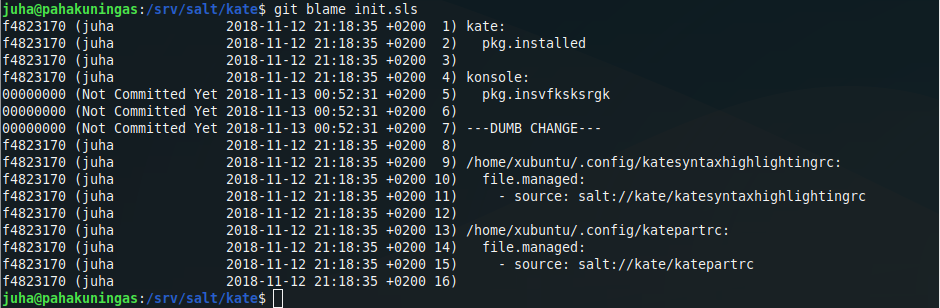 juha@pahakuningas:/srv/salt/kate$ git blame init.sls
f4823170 (juha              2018-11-12 21:18:35 +0200  1) kate:
f4823170 (juha              2018-11-12 21:18:35 +0200  2)   pkg.installed
f4823170 (juha              2018-11-12 21:18:35 +0200  3)
f4823170 (juha              2018-11-12 21:18:35 +0200  4) konsole:
00000000 (Not Committed Yet 2018-11-13 00:52:31 +0200  5)   pkg.insvfksksrgk
00000000 (Not Committed Yet 2018-11-13 00:52:31 +0200  6)
00000000 (Not Committed Yet 2018-11-13 00:52:31 +0200  7) ---DUMB CHANGE---
f4823170 (juha              2018-11-12 21:18:35 +0200  8)
f4823170 (juha              2018-11-12 21:18:35 +0200  9) /home/xubuntu/.config/katesyntaxhighlightingrc:
f4823170 (juha              2018-11-12 21:18:35 +0200 10)   file.managed:
f4823170 (juha              2018-11-12 21:18:35 +0200 11)     - source: salt://kate/katesyntaxhighlightingrc
f4823170 (juha              2018-11-12 21:18:35 +0200 12)
f4823170 (juha              2018-11-12 21:18:35 +0200 13) /home/xubuntu/.config/katepartrc:
f4823170 (juha              2018-11-12 21:18:35 +0200 14)   file.managed:
f4823170 (juha              2018-11-12 21:18:35 +0200 15)     - source: salt://kate/katepartrc
f4823170 (juha              2018-11-12 21:18:35 +0200 16)
juha@pahakuningas:/srv/salt/kate$